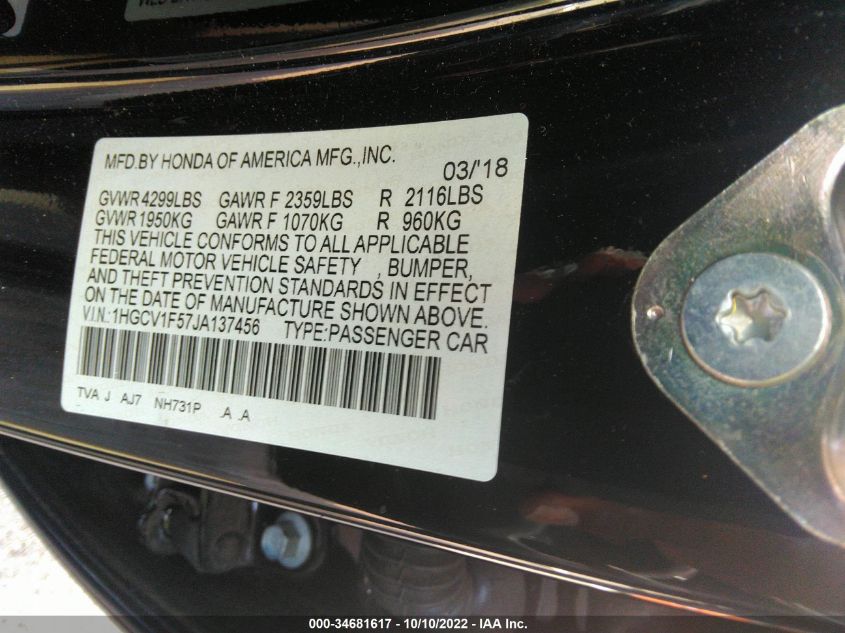 MFD.BY HONDA OF AMERICA MFG.,INC. 03/'18
GVWR 4299LBS GAWR F 2359LBS R 2116LBS
GVWR 1950KG GAWR F 1070KG R 960KG
THIS VEHICLE CONFORMS TO ALL APPLICABLE
FEDERAL MOTOR VEHICLE SAFETY , BUMPER,
AND THEFT PREVENTION STANDARDS IN EFFECT
ON THE DATE OF MANUFACTURE SHOWN ABOVE.
V.I.N.:1HGCV1F57JA137456 TYPE:PASSENGER CAR
TVA J AJ7 NH731P .A .A
000-34681617 - 10/10/2022 - IAA Inc.